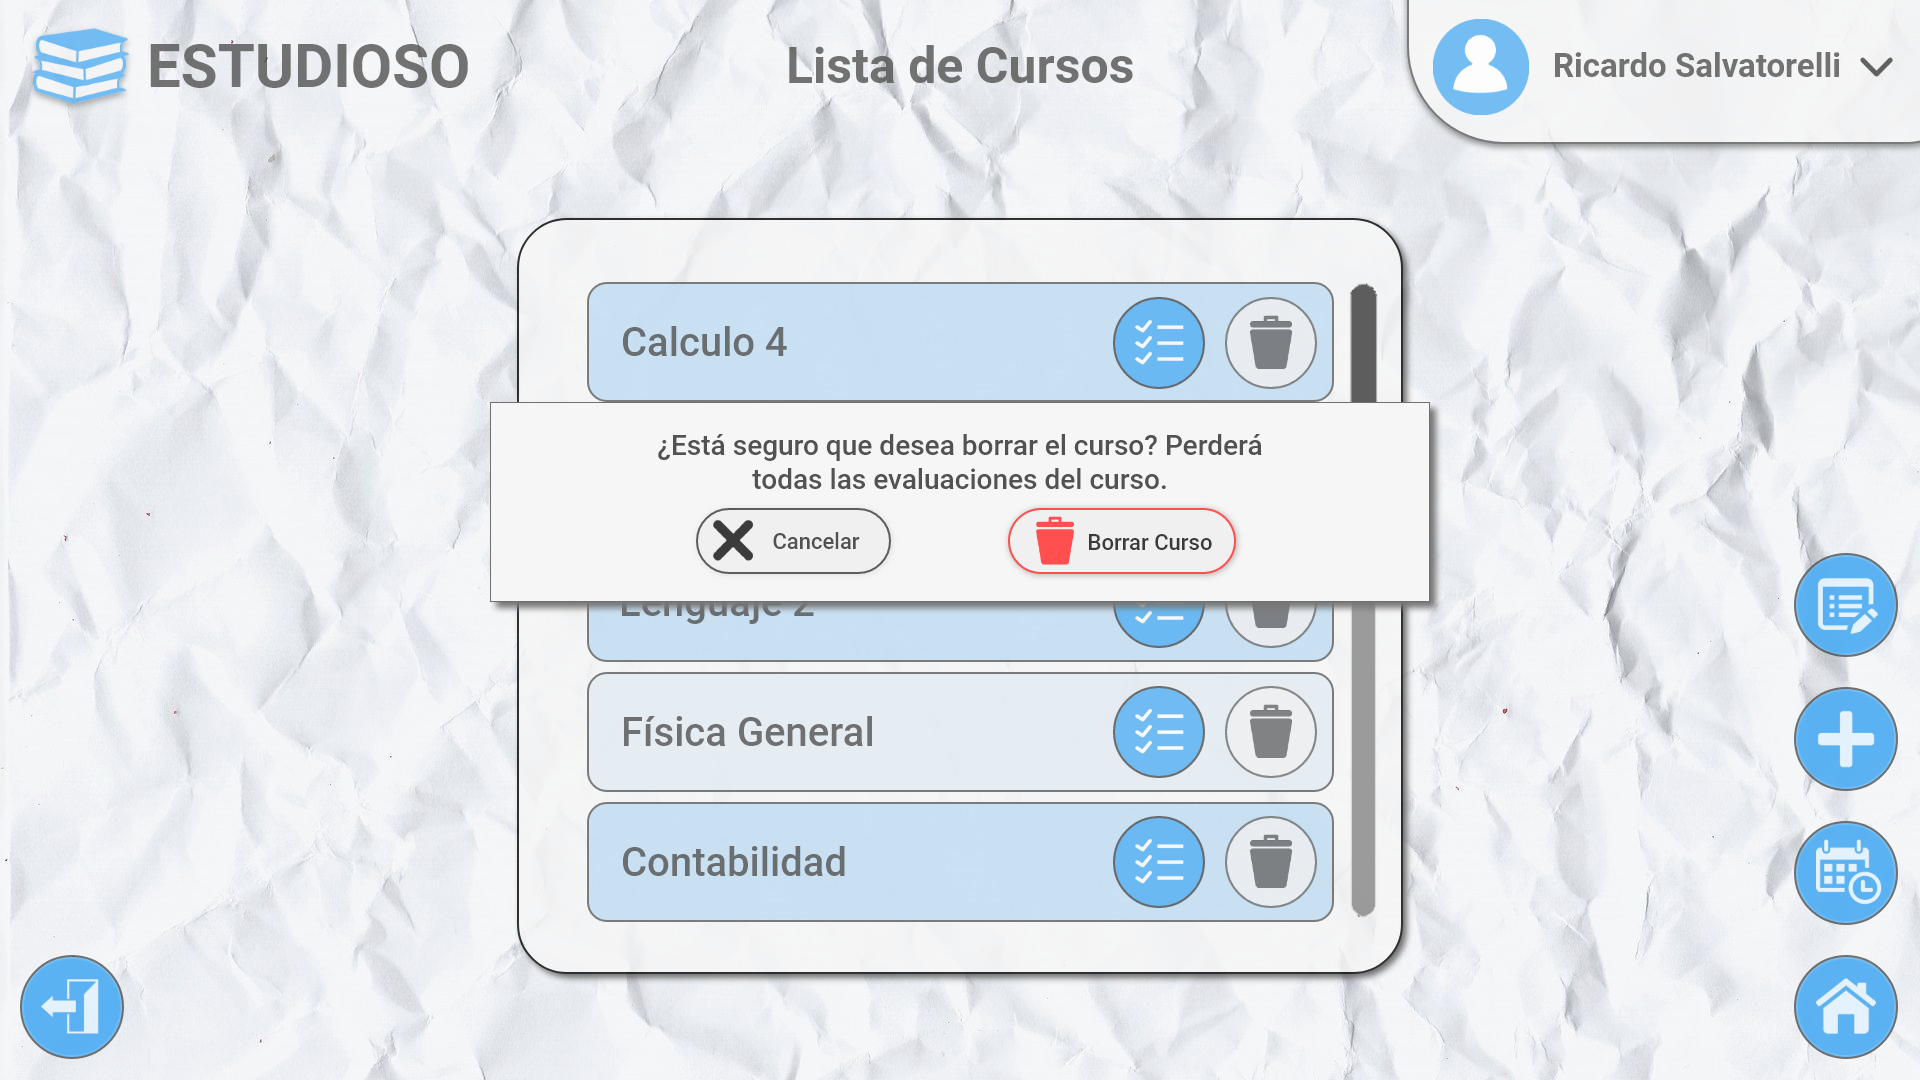 ESTUDIOSO
Lista de Cursos
Ricardo Salvatorelli
Calculo 4
¿Está seguro que desea borrar el curso? Perderá
todas las evaluaciones del curso.
Cancelar
Borrar Curso
Lenguaje 2
Física General
Contabilidad